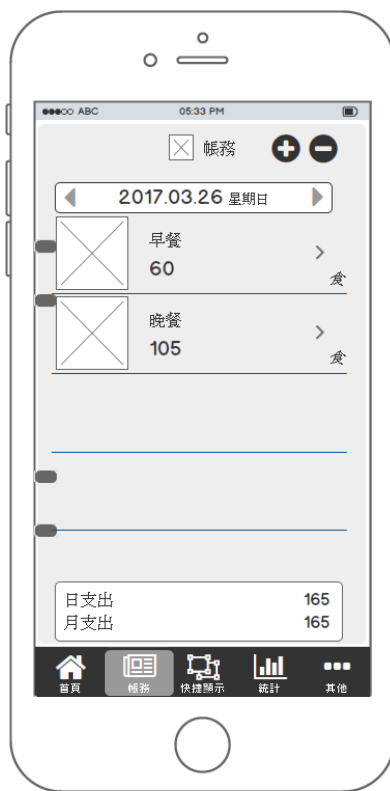 ABC 05:33 PM
帳務
2017.03.26 星期日
早餐
60
食
晚餐
105
食
日支出 165
月支出 165
首頁 帳務 快捷顯示 統計 其他